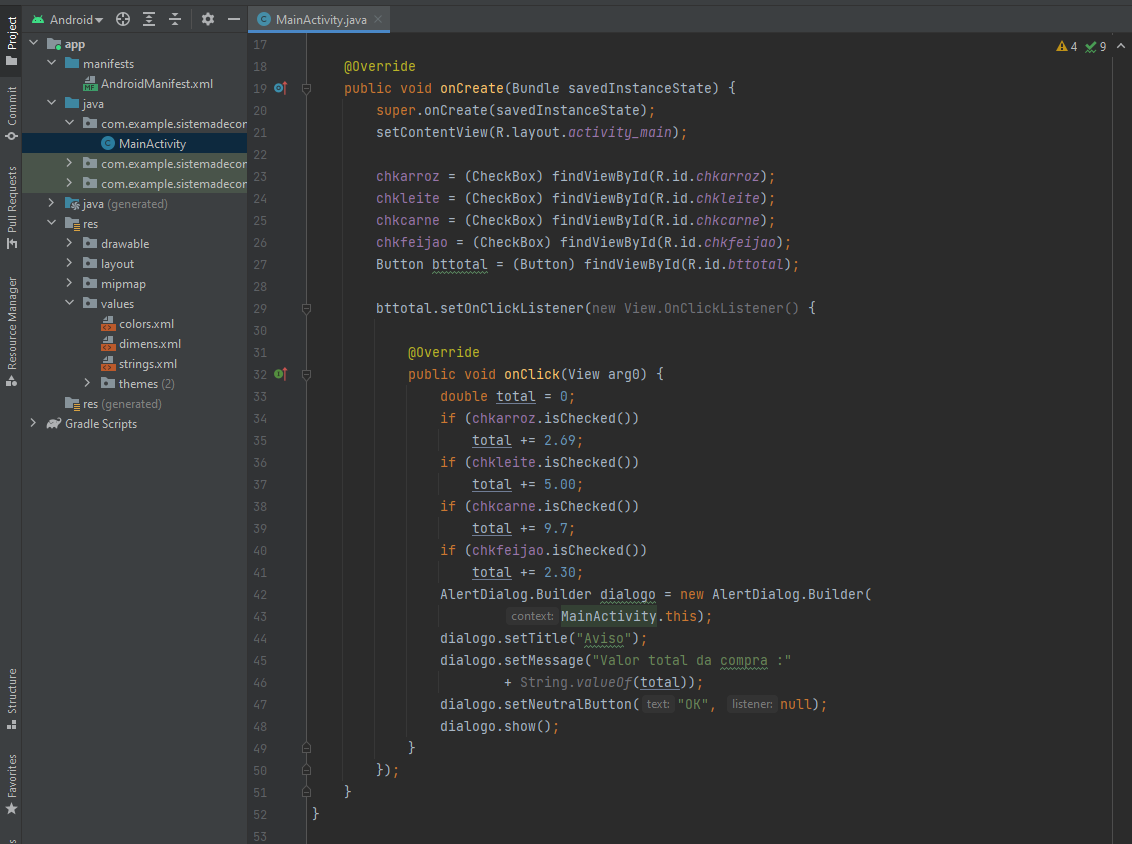 Android
MainActivity.java
Project
Commit
Pull Requests
Resource Manager
Structure
Favorites
app
manifests
AndroidManifest.xml
java
com.example.sistemadecor
MainActivity
com.example.sistemadecor
com.example.sistemadecor
java (generated)
res
drawable
layout
mipmap
values
colors.xml
dimens.xml
strings.xml
themes (2)
res (generated)
Gradle Scripts
4 9
17
18 @Override
19 public void onCreate(Bundle savedInstanceState) {
20 super.onCreate(savedInstanceState);
21 setContentView(R.layout.activity_main);
22
23 chkarroz = (CheckBox) findViewById(R.id.chkarroz);
24 chkleite = (CheckBox) findViewById(R.id.chkleite);
25 chkcarne = (CheckBox) findViewById(R.id.chkcarne);
26 chkfeijao = (CheckBox) findViewById(R.id.chkfeijao);
27 Button bttotal = (Button) findViewById(R.id.bttotal);
28
29 bttotal.setOnClickListener(new View.OnClickListener() {
30
31 @Override
32 public void onClick(View arg0) {
33 double total = 0;
34 if (chkarroz.isChecked())
35 total += 2.69;
36 if (chkleite.isChecked())
37 total += 5.00;
38 if (chkcarne.isChecked())
39 total += 9.7;
40 if (chkfeijao.isChecked())
41 total += 2.30;
42 AlertDialog.Builder dialogo = new AlertDialog.Builder(
43 context: MainActivity.this);
44 dialogo.setTitle("Aviso");
45 dialogo.setMessage("Valor total da compra :"
46 + String.valueOf(total));
47 dialogo.setNeutralButton( text: "OK", listener: null);
48 dialogo.show();
49 }
50 });
51 }
52 }
53